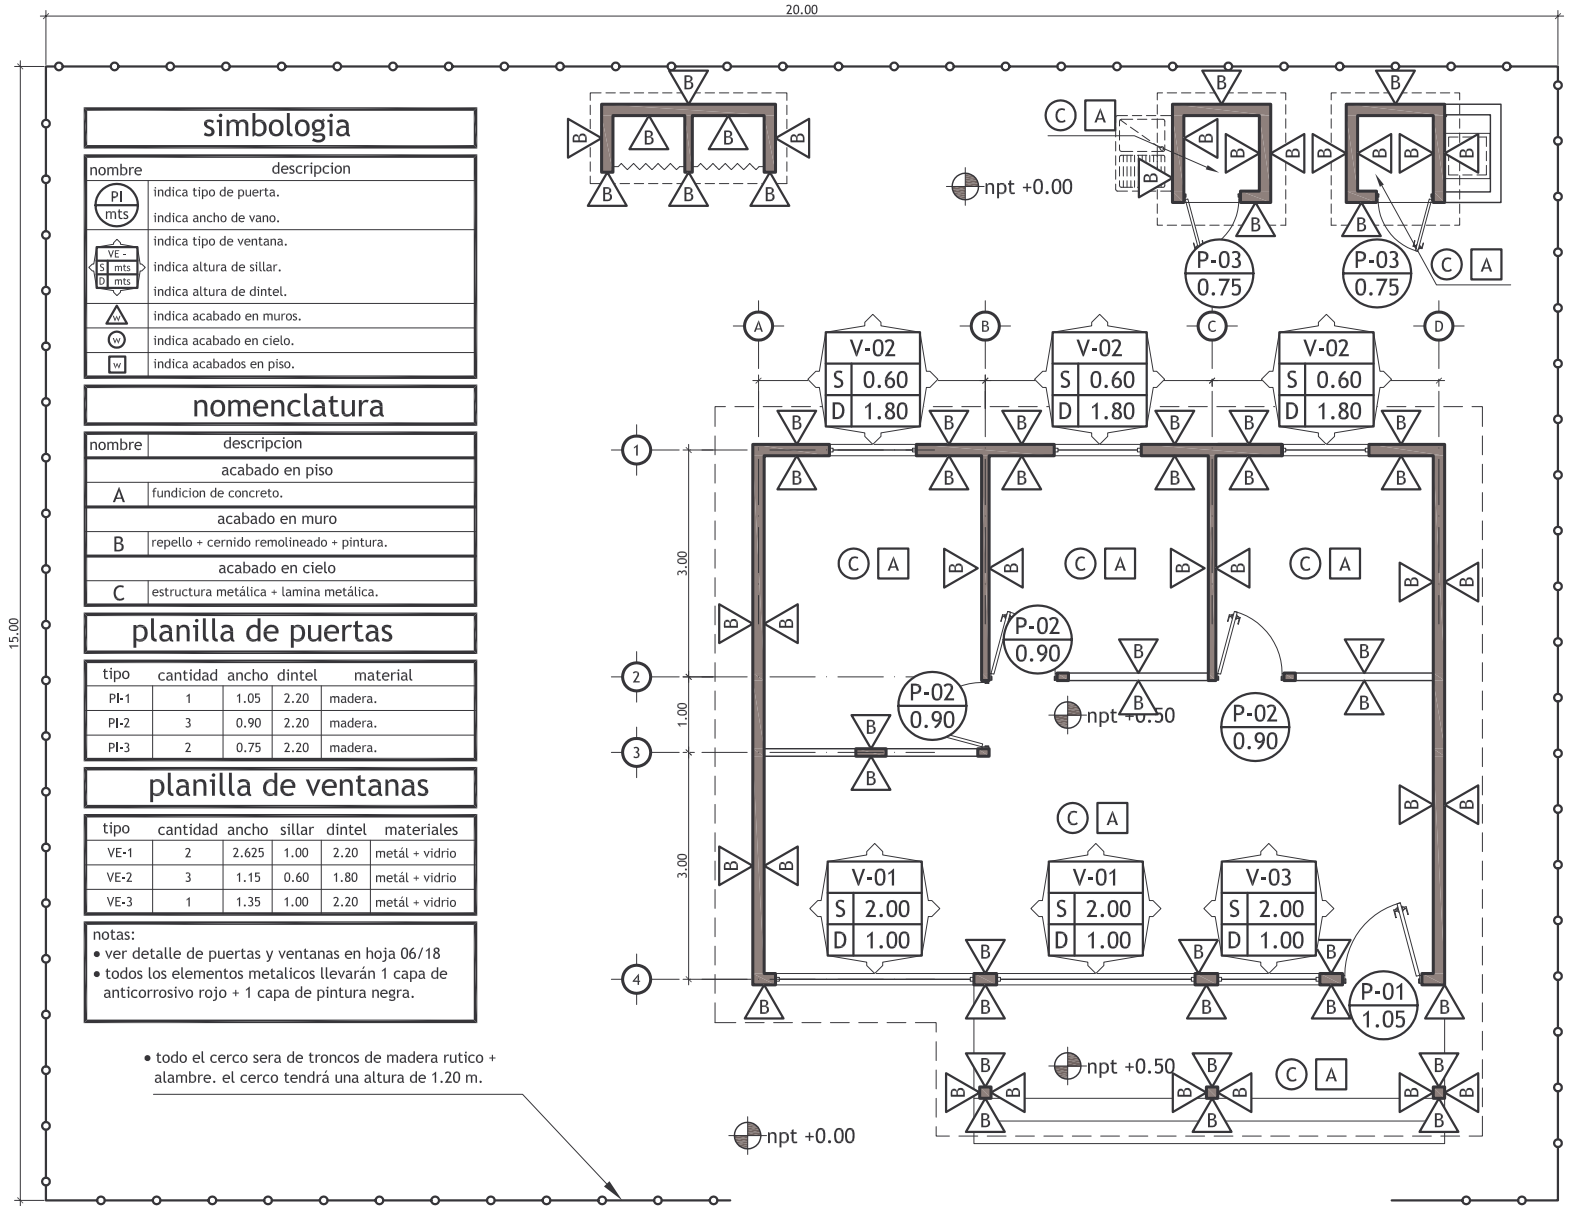 20.00
15.00
simbologia
nombre descripcion
PI
mts
indica tipo de puerta.
indica ancho de vano.
VE -
S mts
D mts
indica tipo de ventana.
indica altura de sillar.
indica altura de dintel.
w indica acabado en muros.
w indica acabado en cielo.
w indica acabados en piso.
nomenclatura
nombre descripcion
acabado en piso
A fundicion de concreto.
acabado en muro
B repello + cernido remolineado + pintura.
acabado en cielo
C estructura metálica + lamina metálica.
planilla de puertas
tipo cantidad ancho dintel material
PI-1 1 1.05 2.20 madera.
PI-2 3 0.90 2.20 madera.
PI-3 2 0.75 2.20 madera.
planilla de ventanas
tipo cantidad ancho sillar dintel materiales
VE-1 2 2.625 1.00 2.20 metál + vidrio
VE-2 3 1.15 0.60 1.80 metál + vidrio
VE-3 1 1.35 1.00 2.20 metál + vidrio
notas:
• ver detalle de puertas y ventanas en hoja 06/18
• todos los elementos metalicos llevarán 1 capa de
anticorrosivo rojo + 1 capa de pintura negra.
• todo el cerco sera de troncos de madera rutico +
alambre. el cerco tendrá una altura de 1.20 m.
B
B B B B
B B B
npt +0.00
C A
B B
B B B B B B B
B
B B
P-03
0.75
P-03
0.75
C A
A B C D
V-02
S 0.60
D 1.80
V-02
S 0.60
D 1.80
V-02
S 0.60
D 1.80
1
B B B B B B
B B B B B B
3.00
C A C A C A
B B B B
B B
B B
P-02
0.90
2
B B
P-02
0.90
P-02
0.90
B
npt +0.50
1.00
3
B
B
B B
C A
3.00
B B
V-01
S 2.00
D 1.00
V-01
S 2.00
D 1.00
V-03
S 2.00
D 1.00
4
B B B
P-01
1.05
B B B B B
npt +0.50
C A
B B B
B B B B B B
B B B
npt +0.00